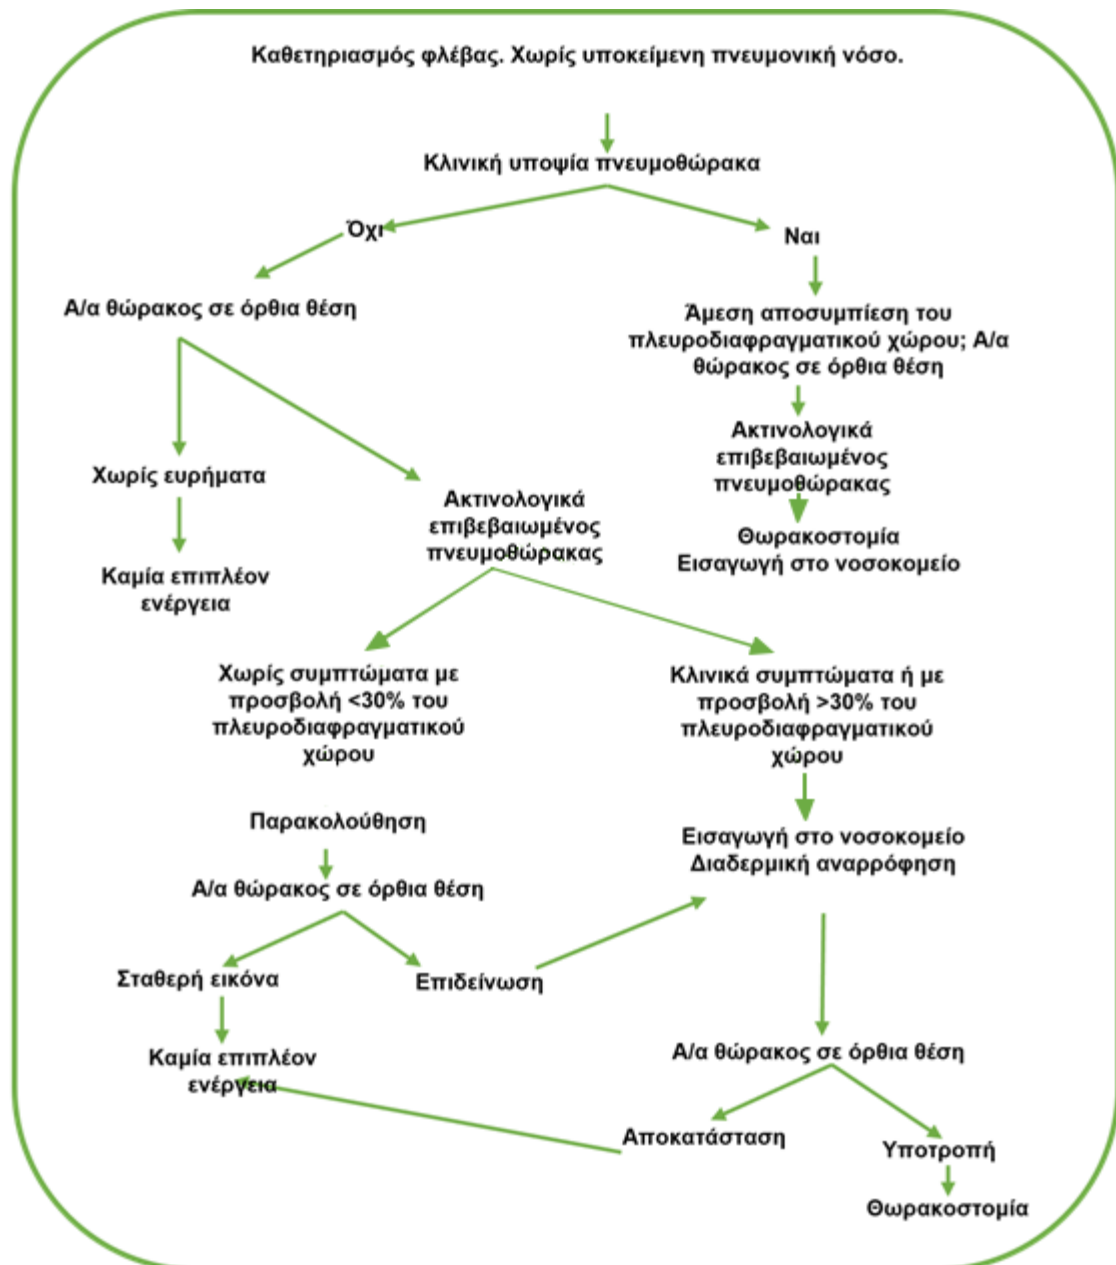 Καθετηριασμός φλέβας. Χωρίς υποκείμενη πνευμονική νόσο.
Κλινική υποψία πνευμοθώρακα
Όχι
Ναι
Α/α θώρακος σε όρθια θέση
Άμεση αποσυμπίεση του
πλευροδιαφραγματικού χώρου; Α/α
θώρακος σε όρθια θέση
Χωρίς ευρήματα
Ακτινολογικά
επιβεβαιωμένος
πνευμοθώρακας
Ακτινολογικά
επιβεβαιωμένος
πνευμοθώρακας
Θωρακοστομία
Εισαγωγή στο νοσοκομείο
Καμία επιπλέον
ενέργεια
Χωρίς συμπτώματα με
προσβολή <30% του
πλευροδιαφραγματικού
χώρου
Κλινικά συμπτώματα ή με
προσβολή >30% του
πλευροδιαφραγματικού
χώρου
Παρακολούθηση
Εισαγωγή στο νοσοκομείο
Διαδερμική αναρρόφηση
Α/α θώρακος σε όρθια θέση
Σταθερή εικόνα
Επιδείνωση
Καμία επιπλέον
ενέργεια
Α/α θώρακος σε όρθια θέση
Αποκατάσταση
Υποτροπή
Θωρακοστομία